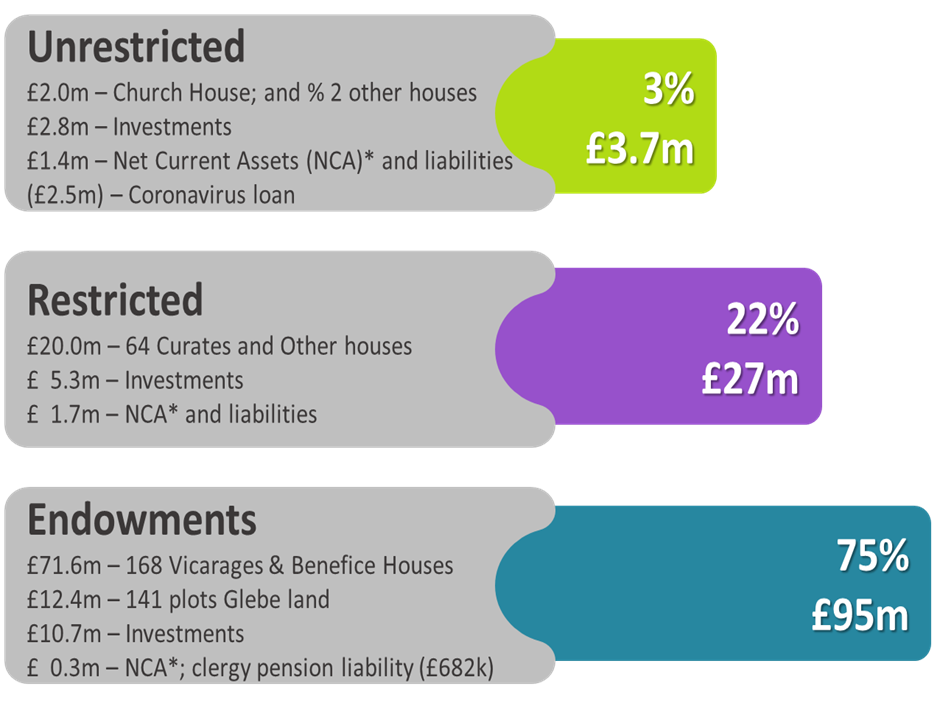 Unrestricted
£2.0m – Church House; and % 2 other houses
£2.8m – Investments
£1.4m – Net Current Assets (NCA)* and liabilities
(£2.5m) – Coronavirus loan
3%
£3.7m
Restricted
£20.0m – 64 Curates and Other houses
£ 5.3m – Investments
£ 1.7m – NCA* and liabilities
22%
£27m
Endowments
£71.6m – 168 Vicarages & Benefice Houses
£12.4m – 141 plots Glebe land
£10.7m – Investments
£ 0.3m – NCA*; clergy pension liability (£682k)
75%
£95m